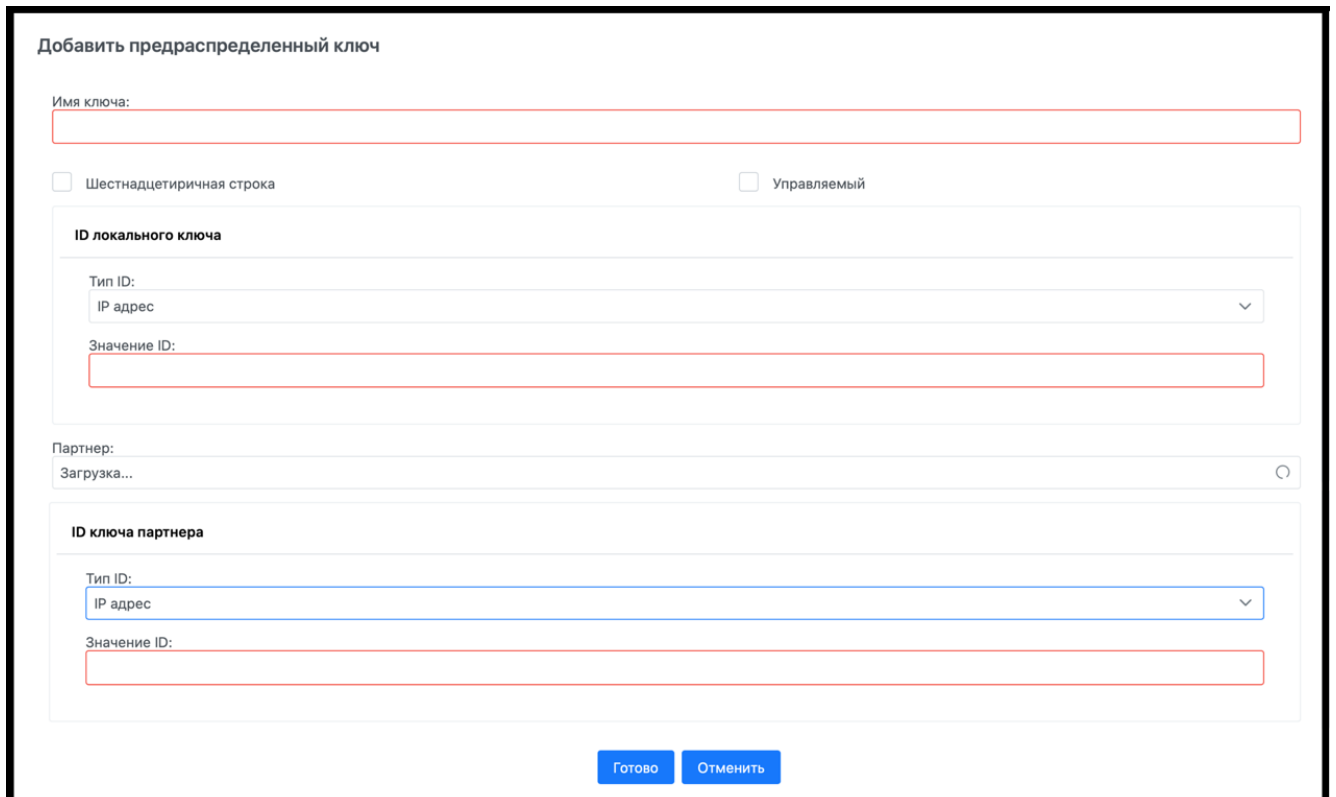 Добавить предраспределенный ключ
Имя ключа:
Шестнадцетиричная строка
Управляемый
ID локального ключа
Тип ID:
IP адрес
Значение ID:
Партнер:
Загрузка...
ID ключа партнера
Тип ID:
IP адрес
Значение ID:
Готово
Отменить